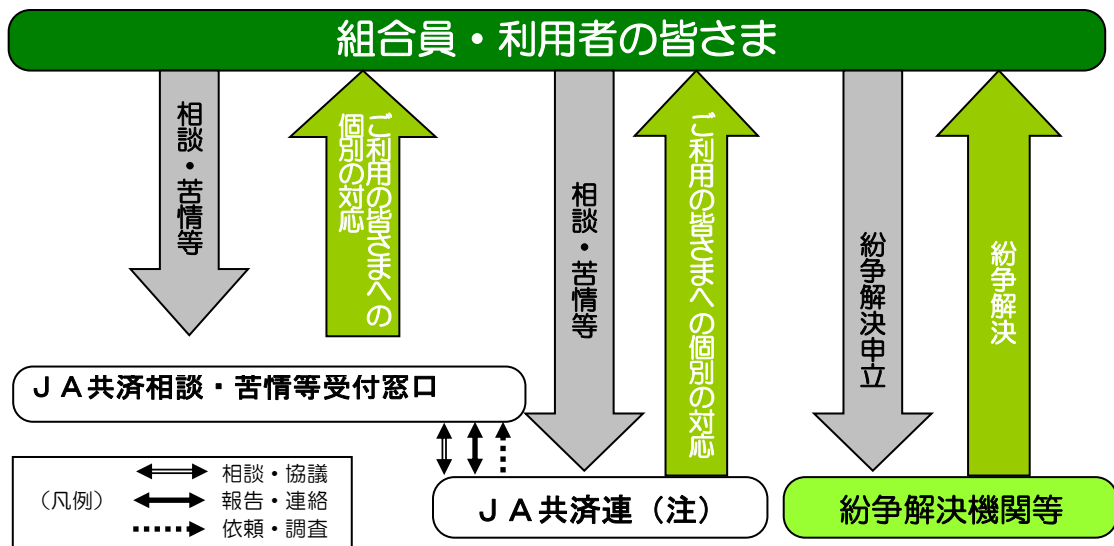 組合員・利用者の皆さま
相談・苦情等
ご利用の皆さまへの
個別の対応
相談・苦情等
ご利用の皆さまへの個別の対応
紛争解決申立
紛争解決
ＪＡ共済相談・苦情等受付窓口
（凡例）
相談・協議
報告・連絡
依頼・調査
ＪＡ共済連（注）
紛争解決機関等